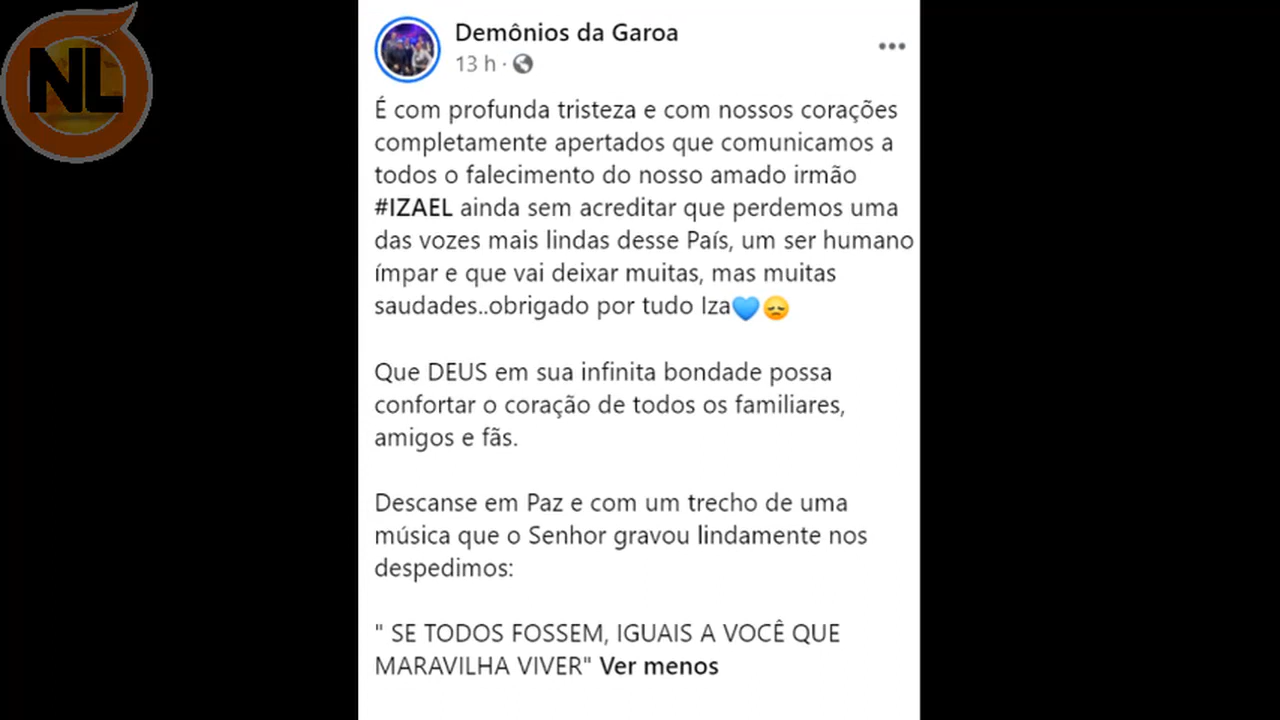 NL
Demônios da Garoa
13 h ·
É com profunda tristeza e com nossos corações
completamente apertados que comunicamos a
todos o falecimento do nosso amado irmão
#IZAEL ainda sem acreditar que perdemos uma
das vozes mais lindas desse País, um ser humano
ímpar e que vai deixar muitas, mas muitas
saudades..obrigado por tudo Iza💙😞
Que DEUS em sua infinita bondade possa
confortar o coração de todos os familiares,
amigos e fãs.
Descanse em Paz e com um trecho de uma
música que o Senhor gravou lindamente nos
despedimos:
" SE TODOS FOSSEM, IGUAIS A VOCÊ QUE
MARAVILHA VIVER" Ver menos